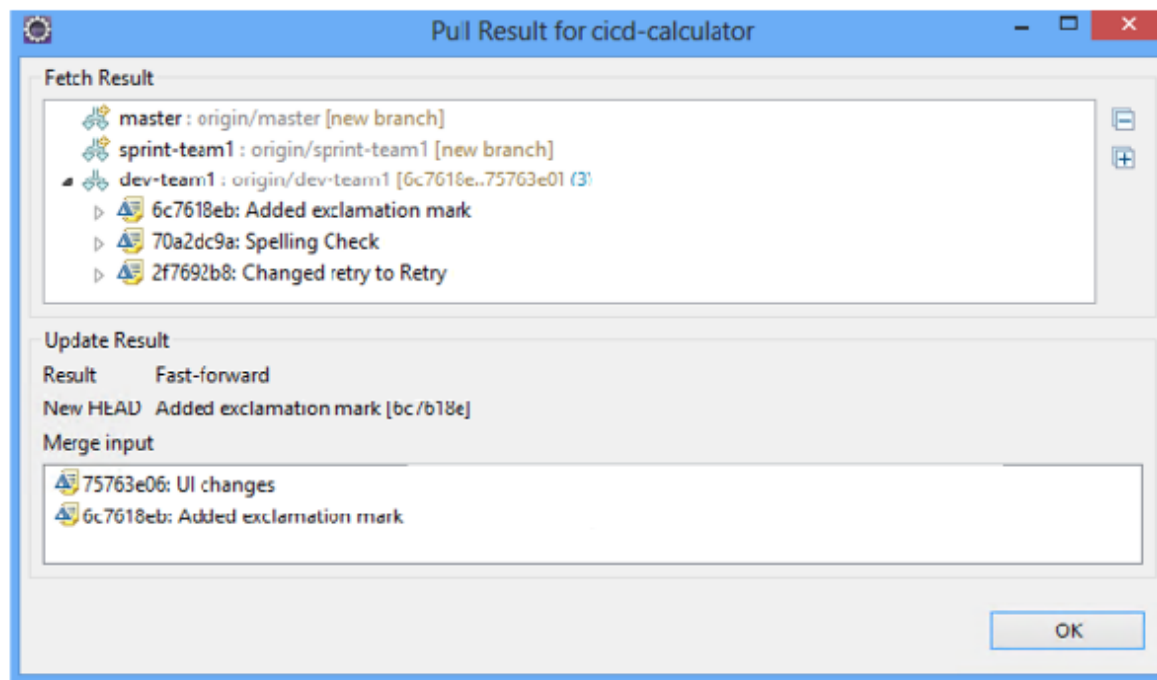 Pull Result for cicd-calculator
Fetch Result
master : origin/master [new branch]
sprint-team1 : origin/sprint-team1 [new branch]
dev-team1 : origin/dev-team1 [6c7618e..75763e0] (3)
6c7618eb: Added exclamation mark
70a2dc9a: Spelling Check
2f7692b8: Changed retry to Retry
Update Result
Result Fast-forward
New HEAD Added exclamation mark [6c7618e]
Merge input
75763e06: UI changes
6c7618eb: Added exclamation mark
OK